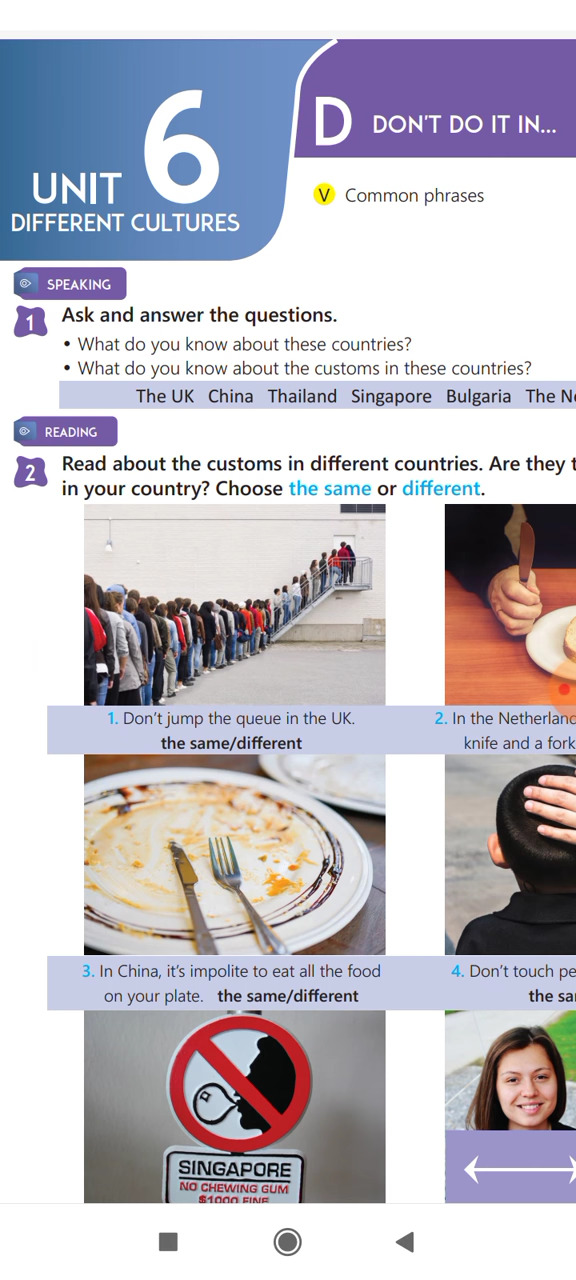 UNIT 6
DIFFERENT CULTURES
D DON'T DO IT IN...
V Common phrases
SPEAKING
1 Ask and answer the questions.
• What do you know about these countries?
• What do you know about the customs in these countries?
The UK China Thailand Singapore Bulgaria The
READING
2 Read about the customs in different countries. Are they
in your country? Choose the same or different.
1. Don't jump the queue in the UK.
the same/different
2. In the
knife and a fork
3. In China, it's impolite to eat all the food
on your plate. the same/different
4. Don't touch
the
SINGAPORE
NO CHEWING GUM
$1000 FINE